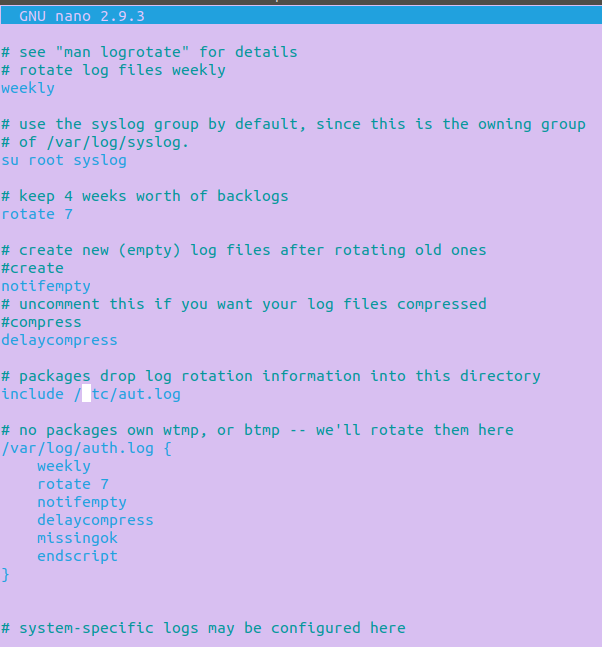 GNU nano 2.9.3
# see "man logrotate" for details
# rotate log files weekly
weekly
# use the syslog group by default, since this is the owning group
# of /var/log/syslog.
su root syslog
# keep 4 weeks worth of backlogs
rotate 7
# create new (empty) log files after rotating old ones
#create
notifempty
# uncomment this if you want your log files compressed
#compress
delaycompress
# packages drop log rotation information into this directory
include / tc/aut.log
# no packages own wtmp, or btmp -- we'll rotate them here
/var/log/auth.log {
weekly
rotate 7
notifempty
delaycompress
missingok
endscript
}
# system-specific logs may be configured here